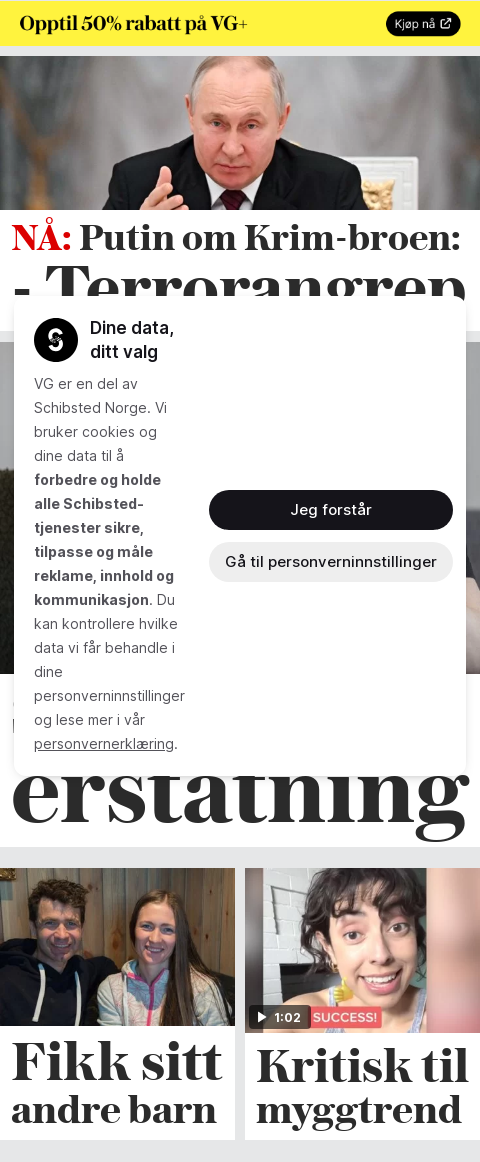 Opptil 50% rabatt på VG+
Kjøp nå
NÅ: Putin om Krim-broen:
- Terrorangrep
Dine data,
ditt valg
VG er en del av
Schibsted Norge. Vi
bruker cookies og
dine data til å
forbedre og holde
alle Schibsted-
tjenester sikre,
tilpasse og måle
reklame, innhold og
kommunikasjon. Du
kan kontrollere hvilke
data vi får behandle i
dine
personverninnstillinger
og lese mer i vår
personvernerklæring.
Jeg forstår
Gå til personverninnstillinger
erstatning
1:02
SUCCESS!
Fikk sitt
andre barn
Kritisk til
myggtrend